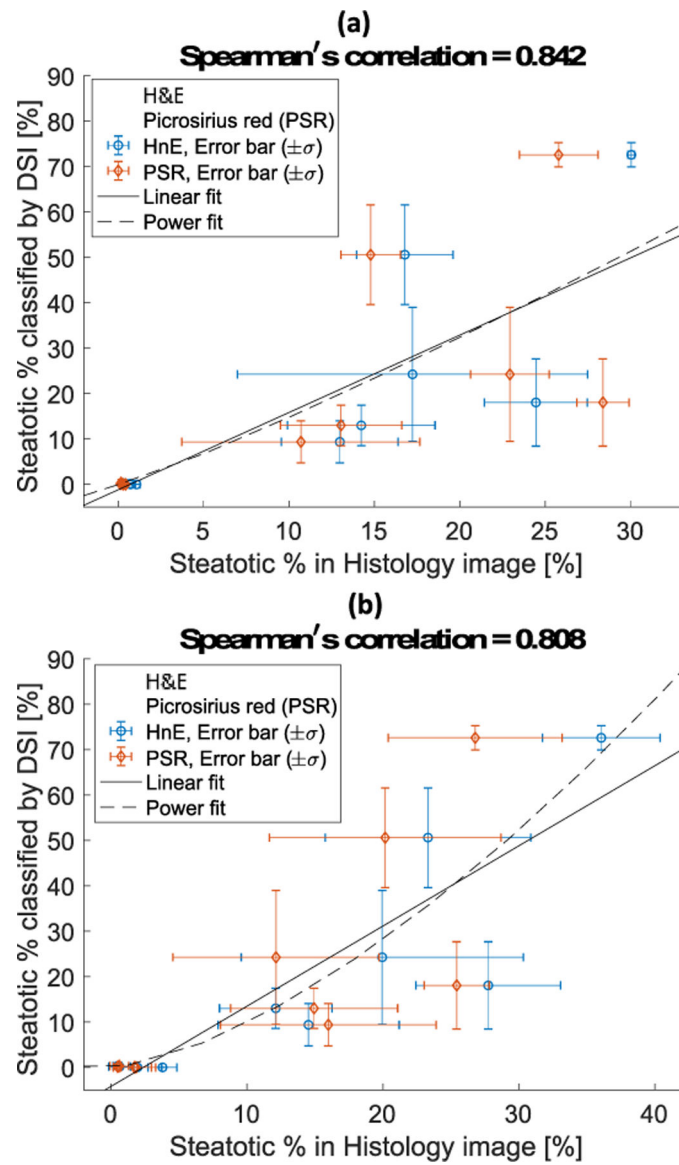 (a)
Spearman's correlation = 0.842
Steatotic % classified by DSI [%]
90
80
70
60
50
40
30
20
10
0
H&E
Picrosirius red (PSR)
HnE, Error bar (±σ)
PSR, Error bar (±σ)
Linear fit
Power fit
0 5 10 15 20 25 30
Steatotic % in Histology image [%]
(b)
Spearman's correlation = 0.808
Steatotic % classified by DSI [%]
90
80
70
60
50
40
30
20
10
0
H&E
Picrosirius red (PSR)
HnE, Error bar (±σ)
PSR, Error bar (±σ)
Linear fit
Power fit
0 10 20 30 40
Steatotic % in Histology image [%]